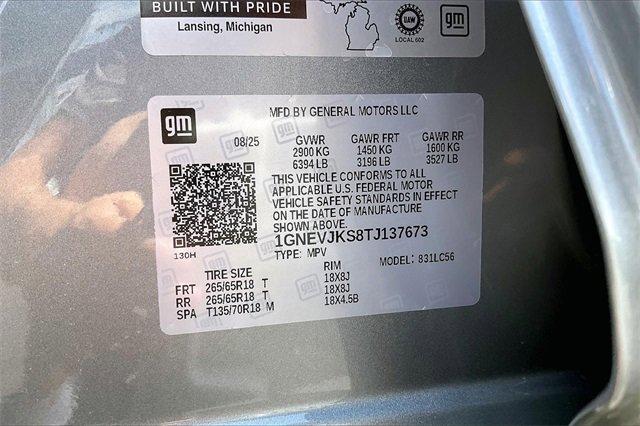 BUILT WITH PRIDE
Lansing, Michigan
UAW
LOCAL 602
gm
gm
MFD BY GENERAL MOTORS LLC
08/25 GVWR GAWR FRT GAWR RR
2900 KG 1450 KG 1600 KG
6394 LB 3196 LB 3527 LB
THIS VEHICLE CONFORMS TO ALL
APPLICABLE U.S. FEDERAL MOTOR
VEHICLE SAFETY STANDARDS IN EFFECT
ON THE DATE OF MANUFACTURE
SHOWN ABOVE.
1GNEVJKS8TJ137673
130H
TYPE: MPV MODEL: 831LC56
TIRE SIZE RIM
FRT 265/65R18 T 18X8J
RR 265/65R18 T 18X8J
SPA T135/70R18 M 18X4.5B